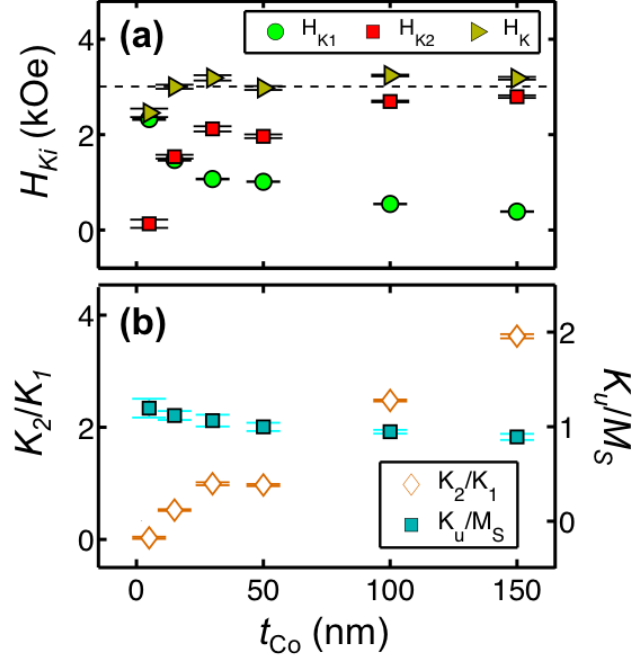 (a)
H_K1 H_K2 H_K
4
2
0
H_Ki (kOe)
(b)
4
2
0
K_2/K_1
2
1
0
K_u/M_S
K_2/K_1
K_u/M_S
0 50 100 150
t_Co (nm)